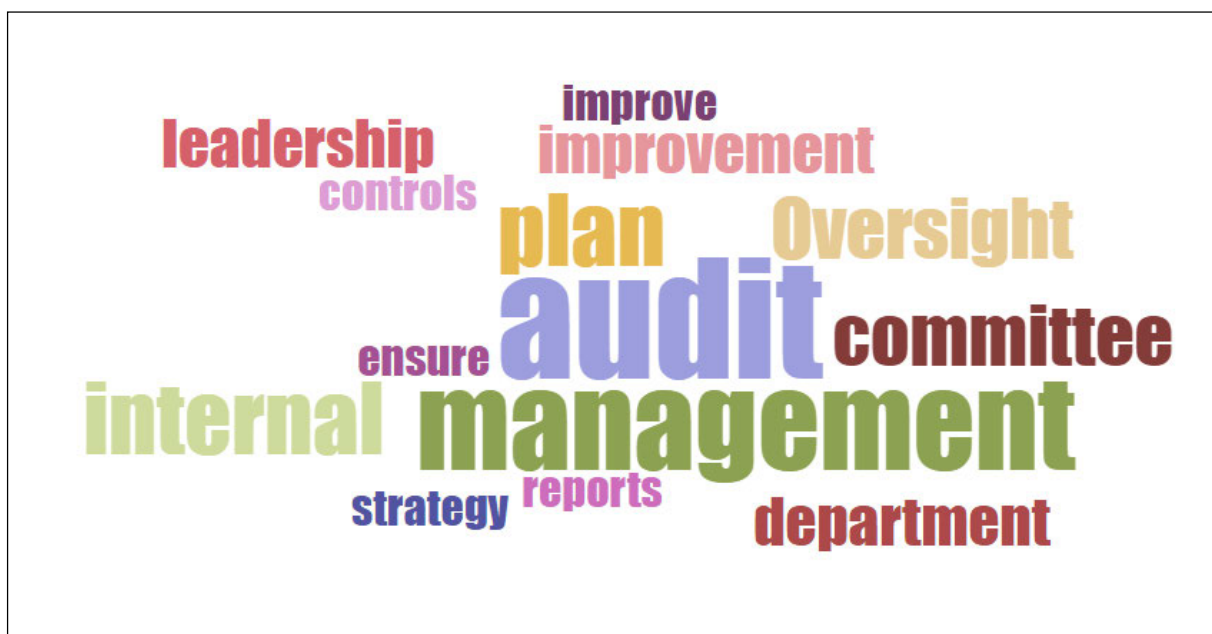 improve
leadership
improvement
controls
plan
Oversight
audit
committee
ensure
internal
management
reports
strategy
department